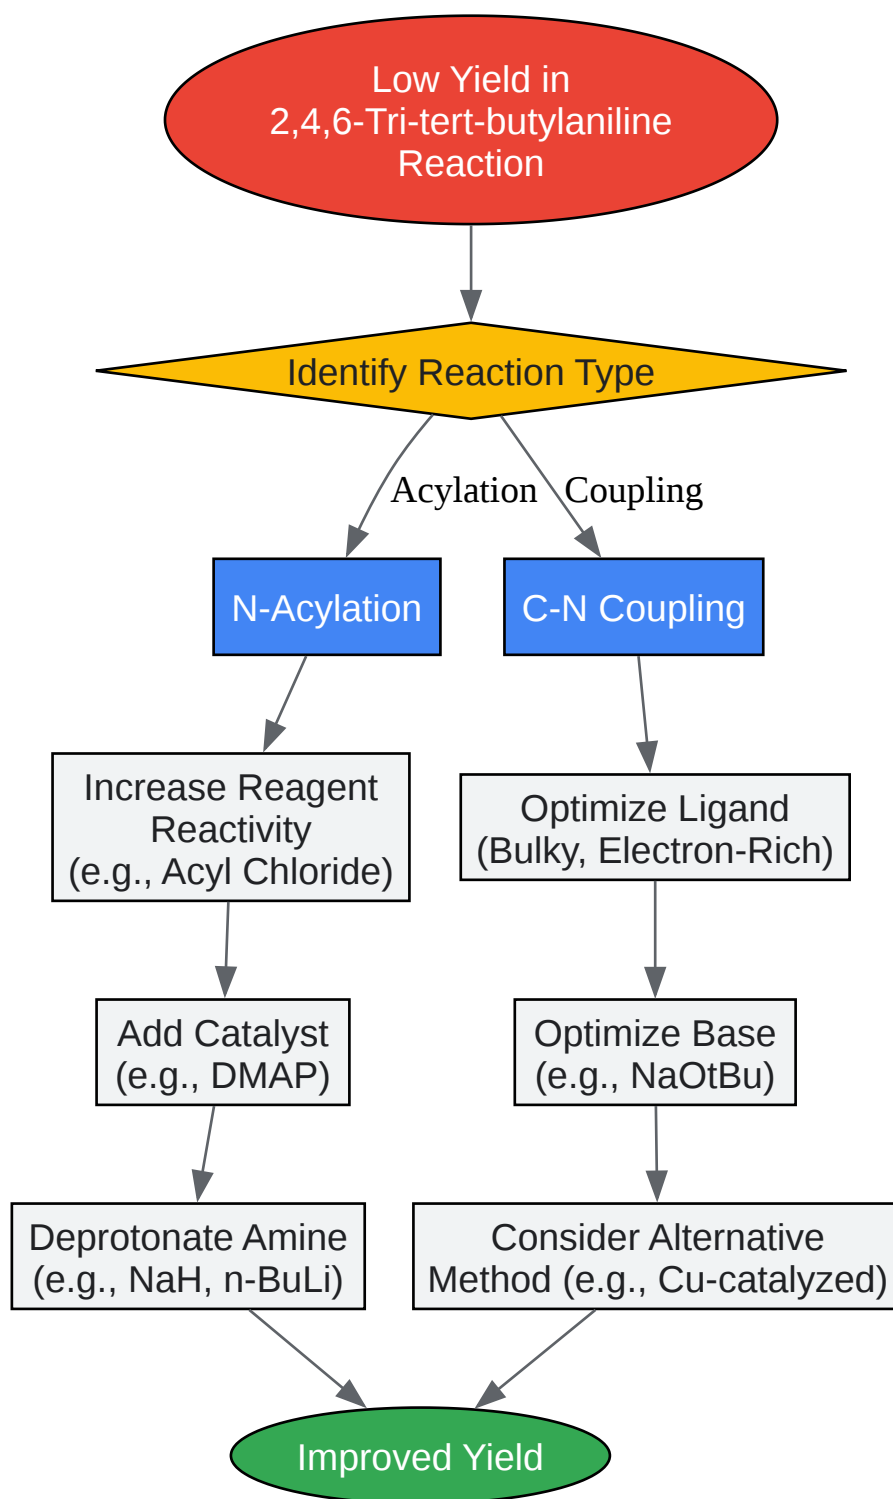 Low Yield in
2,4,6-Tri-tert-butylaniline
Reaction
Identify Reaction Type
Acylation
Coupling
N-Acylation
C-N Coupling
Increase Reagent
Reactivity
(e.g., Acyl Chloride)
Optimize Ligand
(Bulky, Electron-Rich)
Add Catalyst
(e.g., DMAP)
Optimize Base
(e.g., NaOtBu)
Deprotonate Amine
(e.g., NaH, n-BuLi)
Consider Alternative
Method (e.g., Cu-catalyzed)
Improved Yield